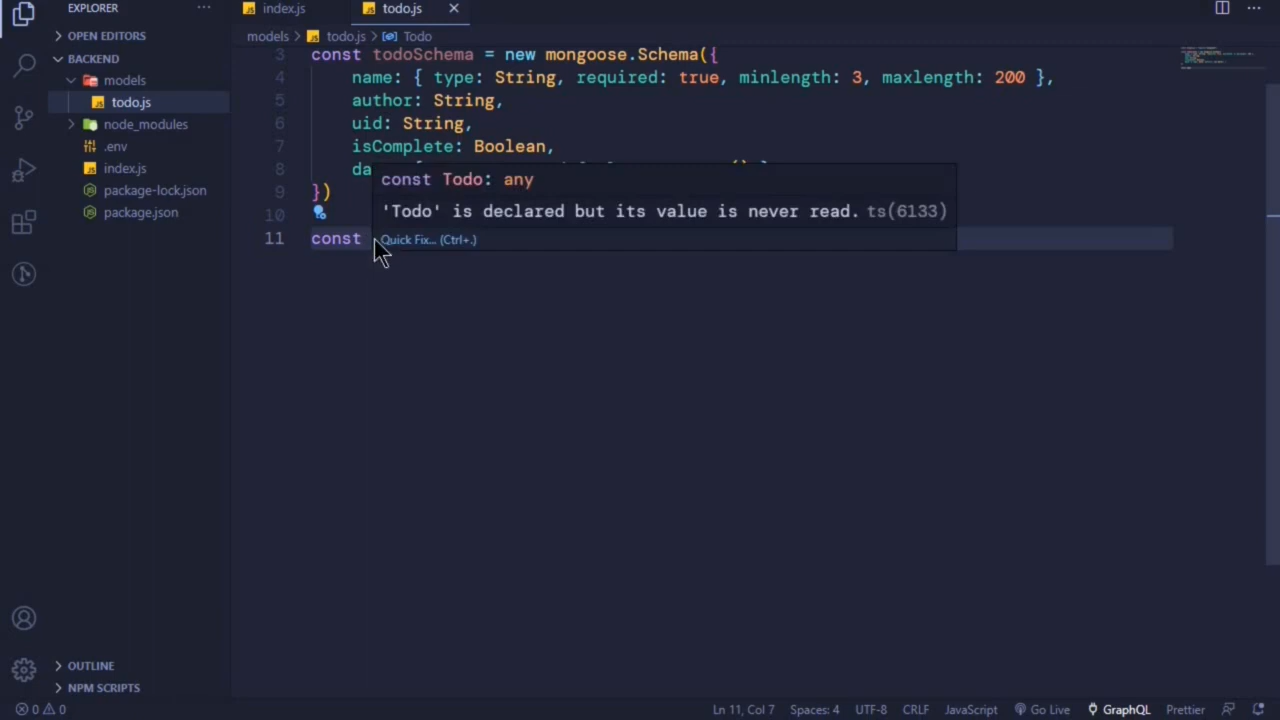 EXPLORER
index.js
todo.js
OPEN EDITORS
models > todo.js > Todo
BACKEND
models
todo.js
node_modules
.env
index.js
package-lock.json
package.json
3 const todoSchema = new mongoose.Schema({
4 name: { type: String, required: true, minlength: 3, maxlength: 200 },
5 author: String,
6 uid: String,
7 isComplete: Boolean,
8 da
9 })
10
11 const
const Todo: any
'Todo' is declared but its value is never read. ts(6133)
Quick Fix... (Ctrl+.)
OUTLINE
NPM SCRIPTS
0 0
Ln 11, Col 7
Spaces: 4
UTF-8
CRLF
JavaScript
Go Live
GraphQL
Prettier